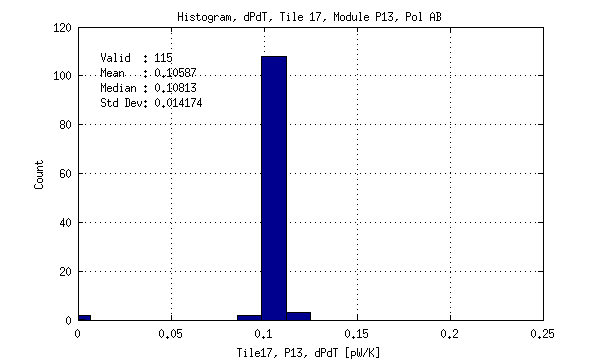 Histogram, dPdT, Tile 17, Module P13, Pol AB
120
100
80
60
40
20
0
Count
Valid : 115
Mean : 0.10587
Median : 0.10813
Std Dev: 0.014174
0 0.05 0.1 0.15 0.2 0.25
Tile17, P13, dPdT [pW/K]